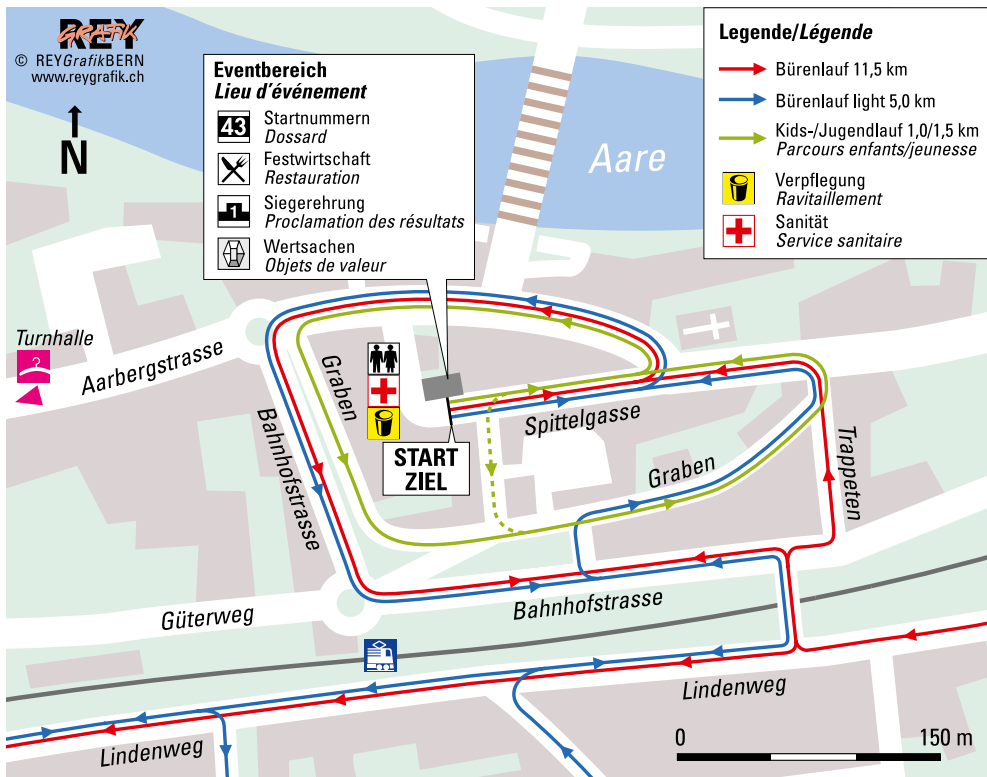 REY
GRAFIK
© REYGrafikBERN
www.reygrafik.ch
N
Eventbereich
Lieu d'événement
43 Startnummern
Dossard
Festwirtschaft
Restauration
1 Siegerehrung
Proclamation des résultats
Wertsachen
Objets de valeur
Aare
Legende/Légende
Bürenlauf 11,5 km
Bürenlauf light 5,0 km
Kids-/Jugendlauf 1,0/1,5 km
Parcours enfants/jeunesse
Verpflegung
Ravitaillement
Sanität
Service sanitaire
Turnhalle
Aarbergstrasse
Graben
Bahnhofstrasse
START
ZIEL
Spittelgasse
Graben
Trappeten
Güterweg
Bahnhofstrasse
Lindenweg
Lindenweg
0 150 m